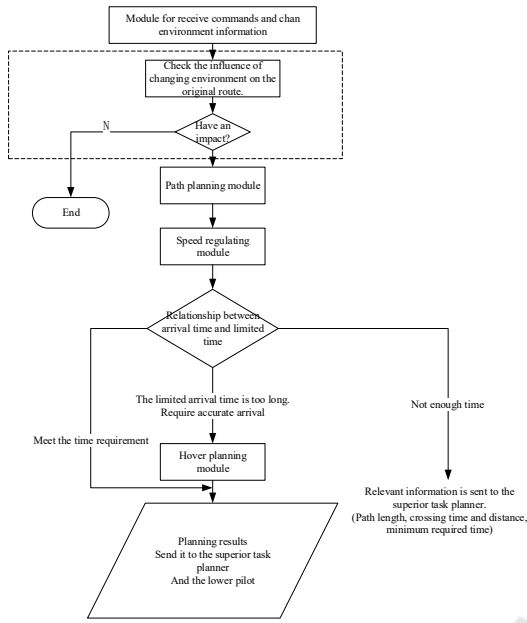 Module for receive commands and chan
environment information
Check the influence of
changing environment on the
original route.
Have an
impact?
N
End
Path planning module
Speed regulating
module
Relationship between
arrival time and limited
time
The limited arrival time is too long.
Require accurate arrival
Not enough time
Meet the time requirement
Hover planning
module
Relevant information is sent to the
superior task planner.
(Path length, crossing time and distance,
minimum required time)
Planning results
Send it to the superior task
planner
And the lower pilot